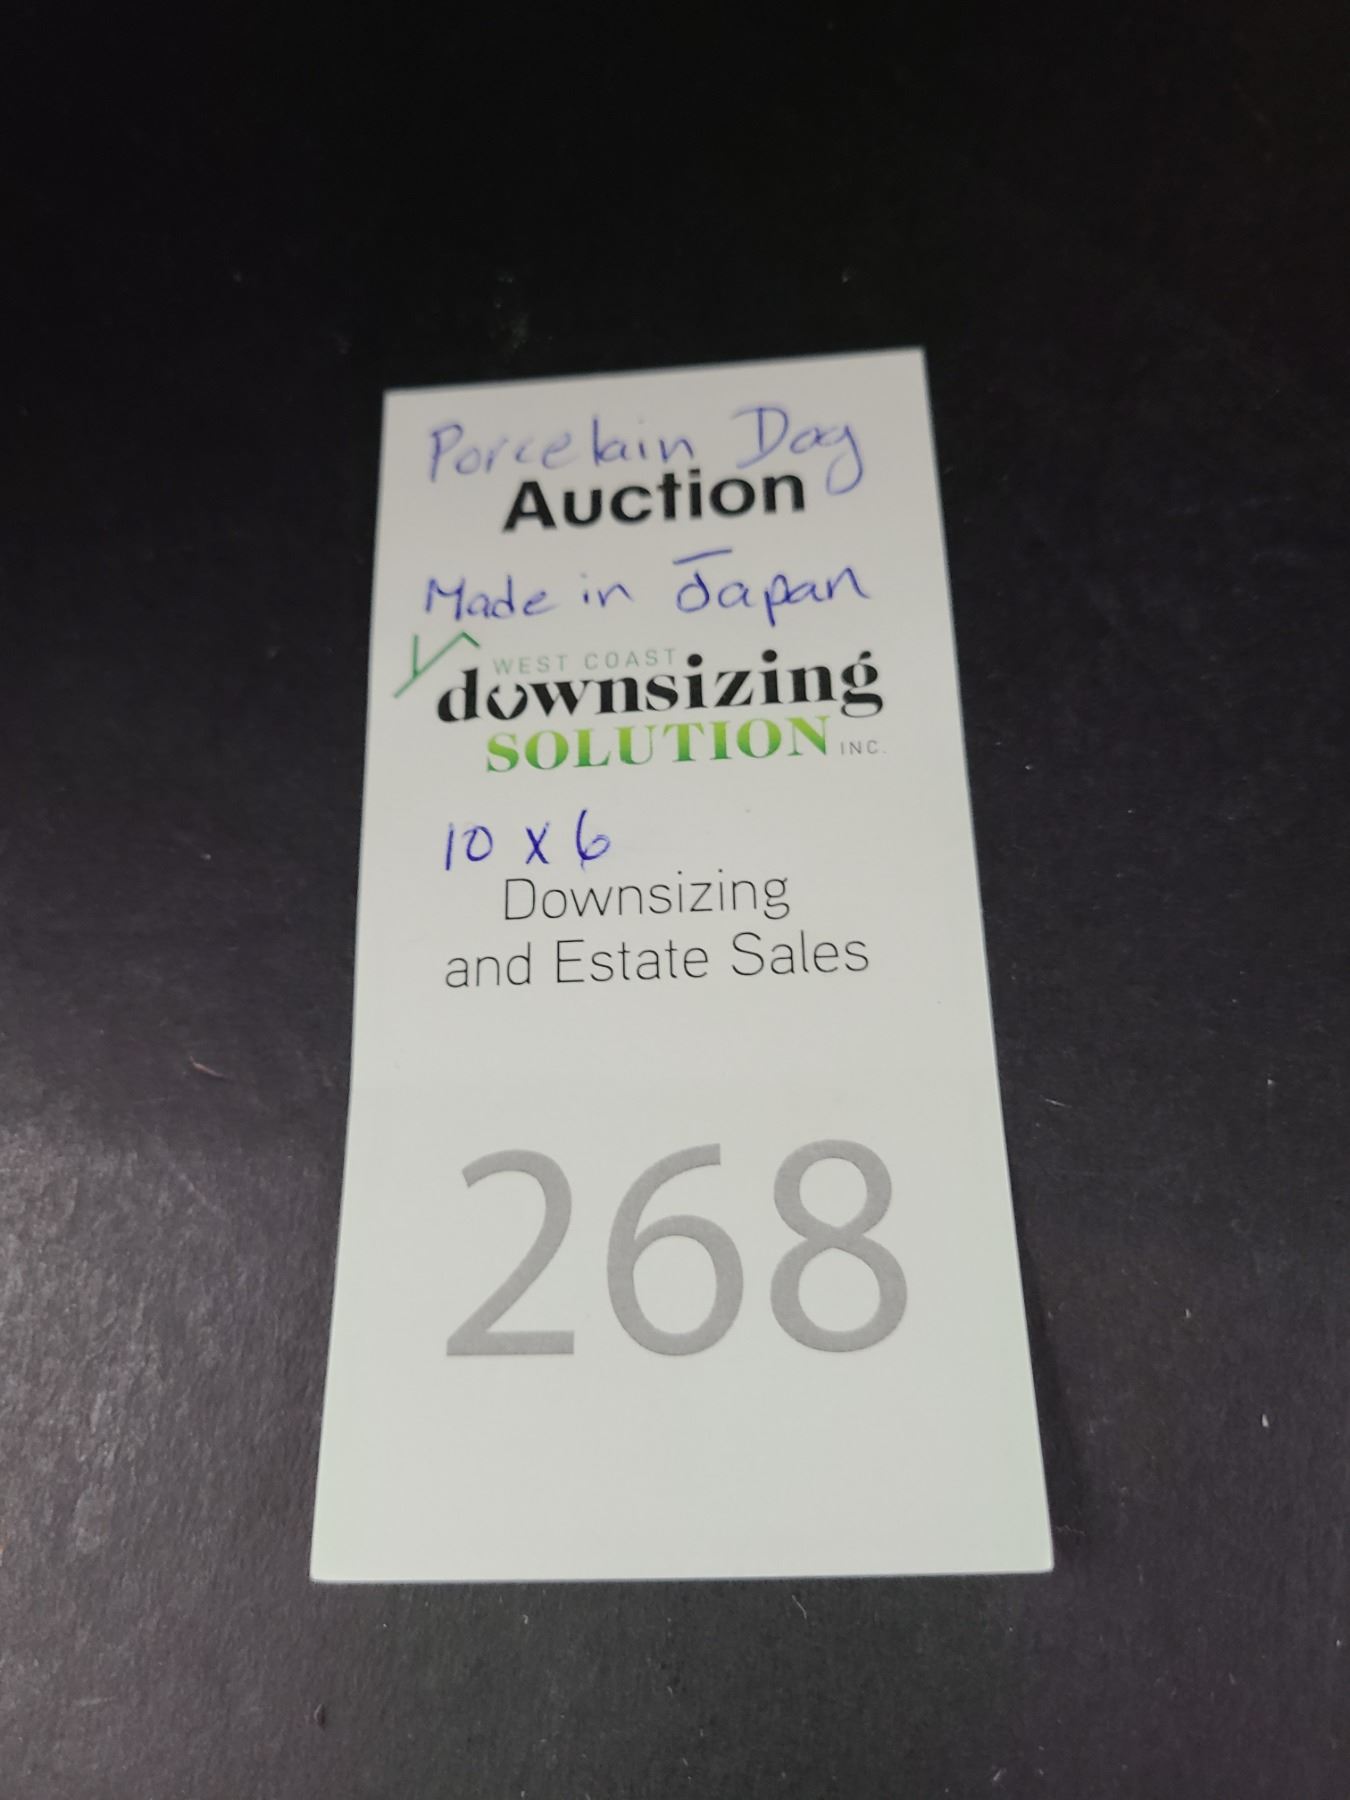 Porcelain Dog
Auction
Made in Japan
WEST COAST
downsizing
SOLUTION INC.
10 x 6
Downsizing
and Estate Sales
268